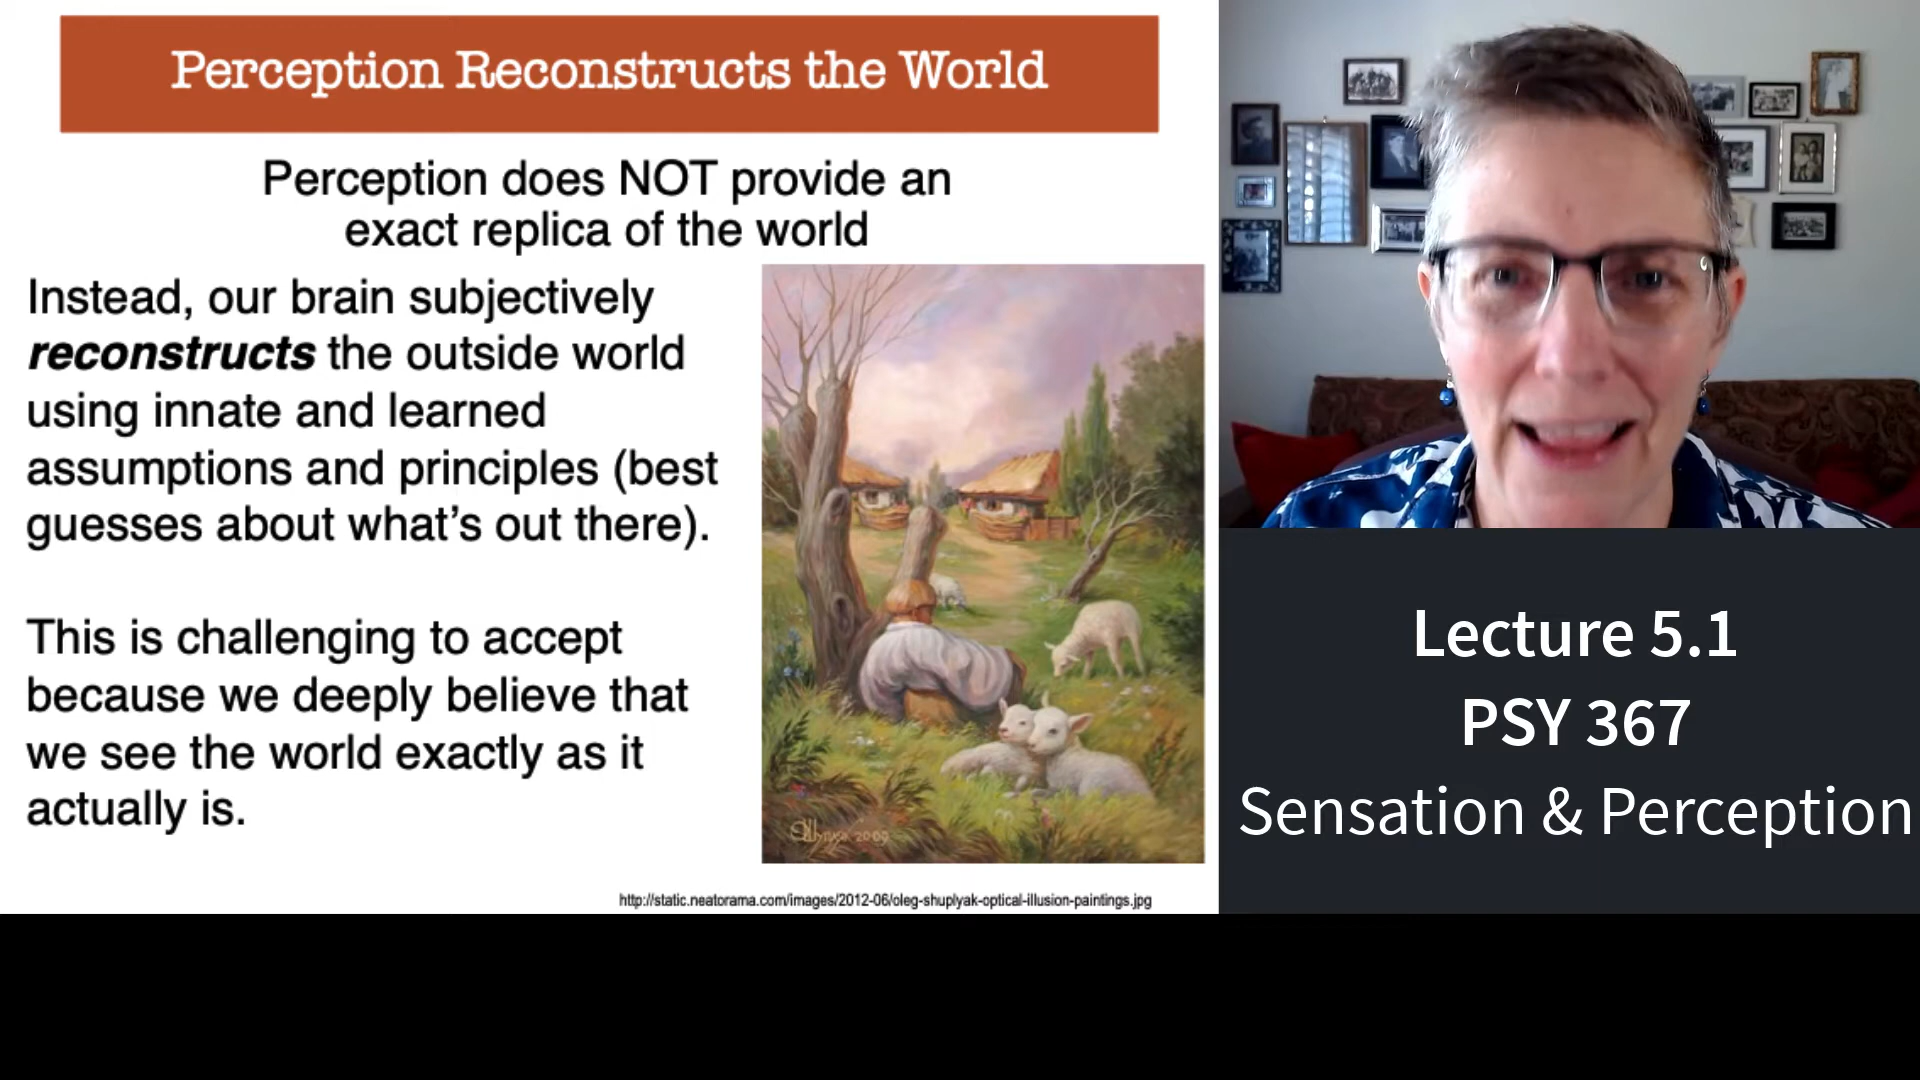 Perception Reconstructs the World
Perception does NOT provide an
exact replica of the world
Instead, our brain subjectively
reconstructs the outside world
using innate and learned
assumptions and principles (best
guesses about what's out there).
This is challenging to accept
because we deeply believe that
we see the world exactly as it
actually is.
2009
http://static.neatorama.com/images/2012-06/oleg-shuplyak-optical-illusion-paintings.jpg
Lecture 5.1
PSY 367
Sensation & Perception